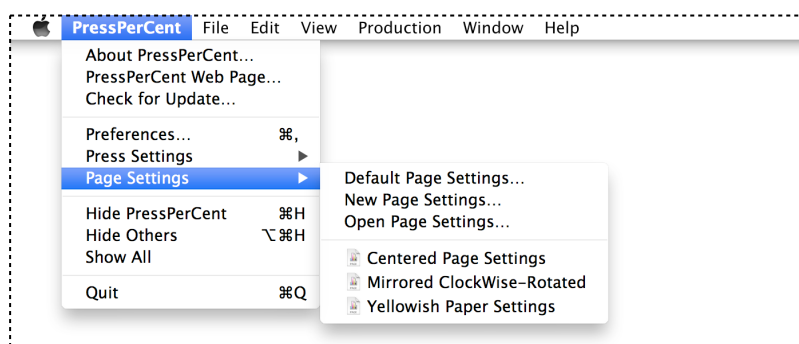 PressPerCent File Edit View Production Window Help
About PressPerCent...
PressPerCent Web Page...
Check for Update...
Preferences... ⌘,
Press Settings ▶
Page Settings ▶
Default Page Settings...
New Page Settings...
Open Page Settings...
Centered Page Settings
Mirrored ClockWise-Rotated
Yellowish Paper Settings
Hide PressPerCent ⌘H
Hide Others ⌥⌘H
Show All
Quit ⌘Q